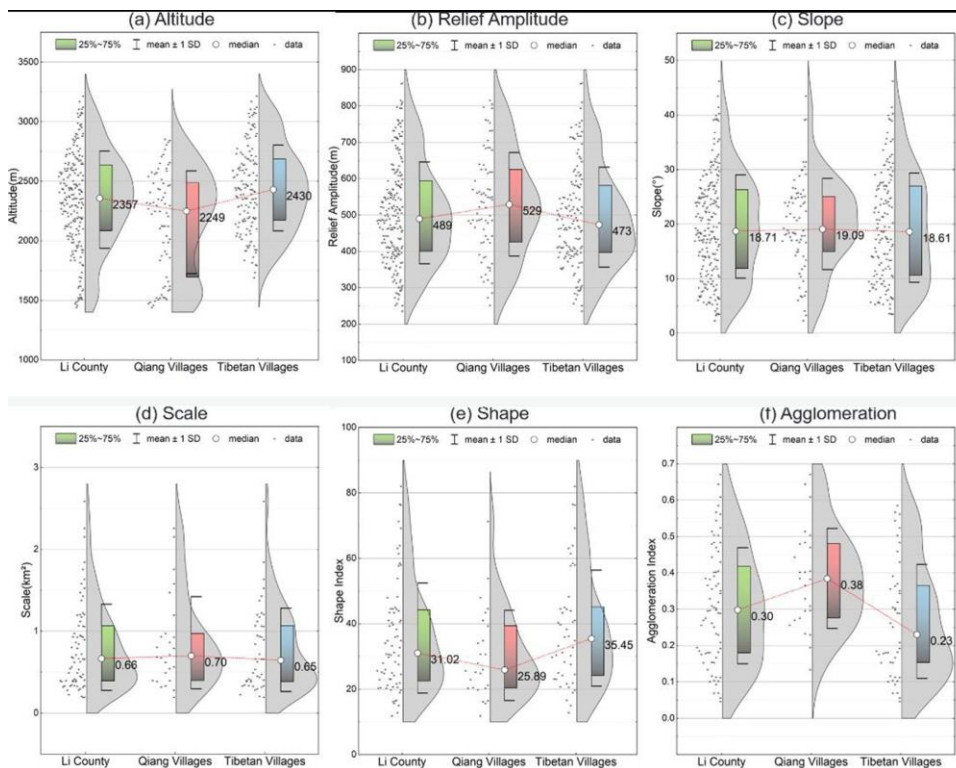 (a) Altitude
25%~75% mean ± 1 SD median data
3500
3000
2500
2000
1500
1000
Altitude(m)
2357
2249
2430
Li County Qiang Villages Tibetan Villages
(b) Relief Amplitude
25%~75% mean ± 1 SD median data
900
800
700
600
500
400
300
200
100
Relief Amplitude(m)
489
529
473
Li County Qiang Villages Tibetan Villages
(c) Slope
25%~75% mean ± 1 SD median data
50
40
30
20
10
0
Slope(°)
18.71
19.09
18.61
Li County Qiang Villages Tibetan Villages
(d) Scale
25%~75% mean ± 1 SD median data
3
2
1
0
Scale(km²)
0.66
0.70
0.65
Li County Qiang Villages Tibetan Villages
(e) Shape
25%~75% mean ± 1 SD median data
100
80
60
40
20
0
Shape Index
31.02
25.89
35.45
Li County Qiang Villages Tibetan Villages
(f) Agglomeration
25%~75% mean ± 1 SD median data
0.7
0.6
0.5
0.4
0.3
0.2
0.1
0.0
Agglomeration Index
0.30
0.38
0.23
Li County Qiang Villages Tibetan Villages